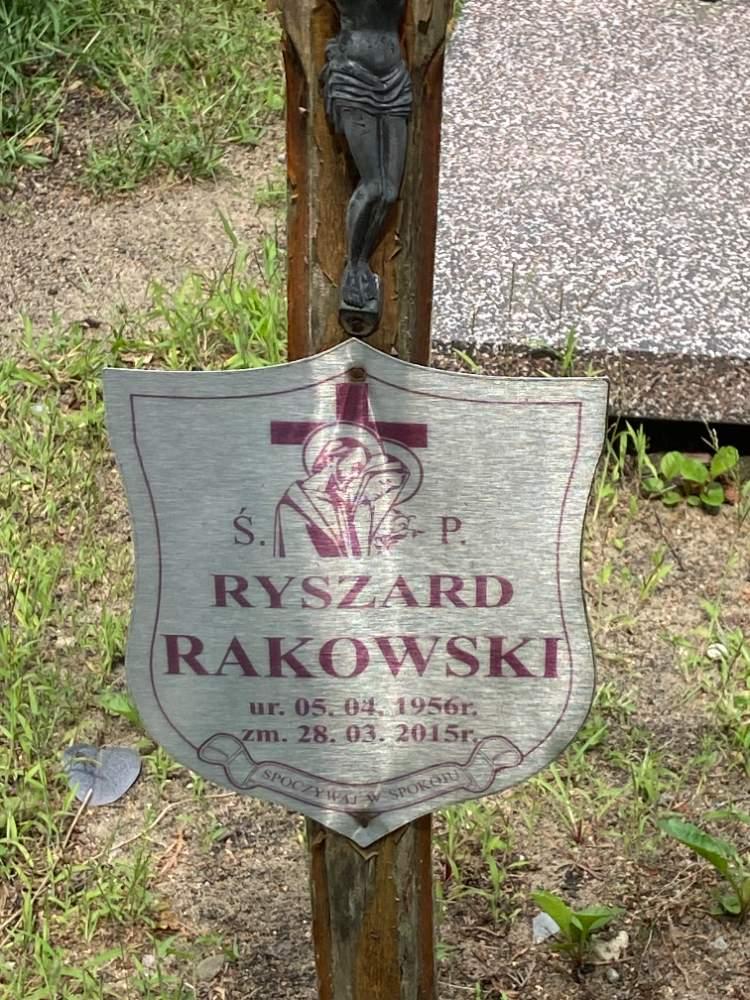 Ś. P.
RYSZARD
RAKOWSKI
ur. 05. 04. 1956r.
zm. 28. 03. 2015r.
SPOCZYWAJ W SPOKOJU